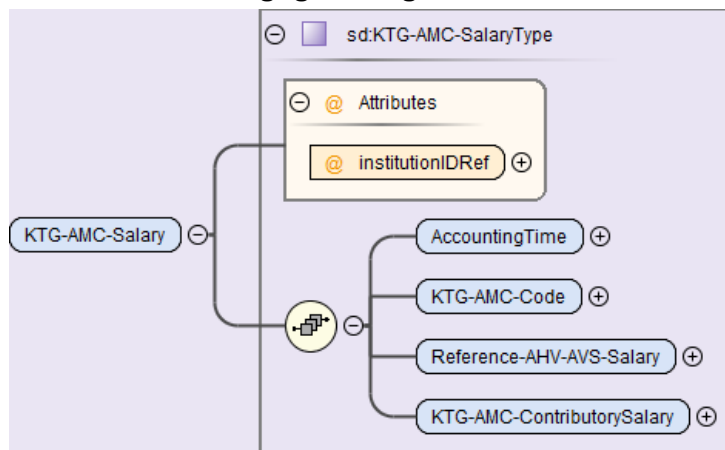 sd:KTG-AMC-SalaryType
@ Attributes
@ institutionIDRef
KTG-AMC-Salary
AccountingTime
KTG-AMC-Code
Reference-AHV-AVS-Salary
KTG-AMC-ContributorySalary